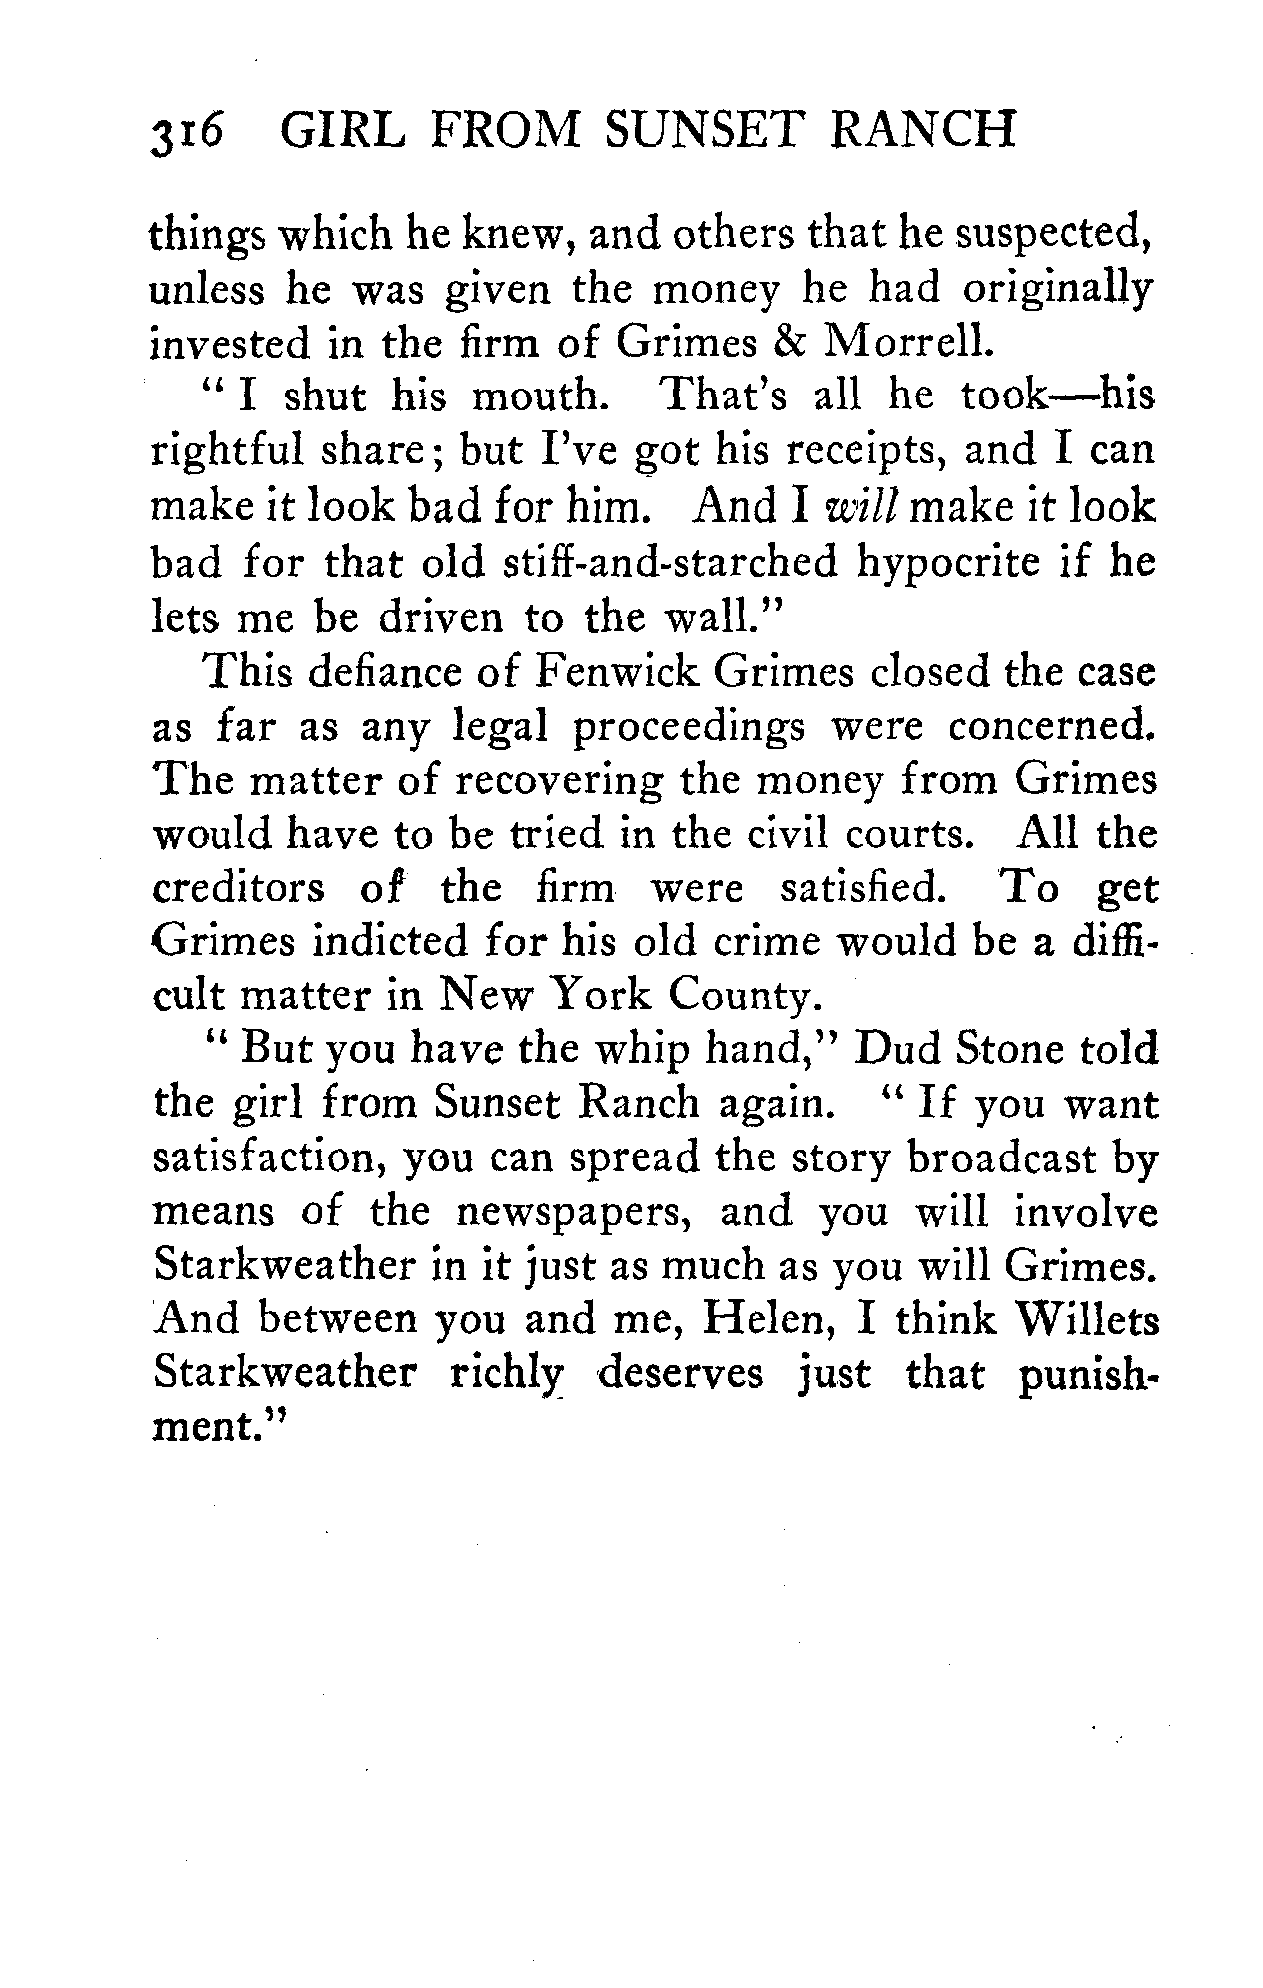 316 GIRL FROM SUNSET RANCH
things which he knew, and others that he suspected,
unless he was given the money he had originally
invested in the firm of Grimes & Morrell.
“ I shut his mouth. That’s all he took—his
rightful share; but I’ve got his receipts, and I can
make it look bad for him. And I will make it look
bad for that old stiff-and-starched hypocrite if he
lets me be driven to the wall.”
This defiance of Fenwick Grimes closed the case
as far as any legal proceedings were concerned.
The matter of recovering the money from Grimes
would have to be tried in the civil courts. All the
creditors of the firm were satisfied. To get
Grimes indicted for his old crime would be a diffi-
cult matter in New York County.
“ But you have the whip hand,” Dud Stone told
the girl from Sunset Ranch again. “ If you want
satisfaction, you can spread the story broadcast by
means of the newspapers, and you will involve
Starkweather in it just as much as you will Grimes.
And between you and me, Helen, I think Willets
Starkweather richly deserves just that punish-
ment.”